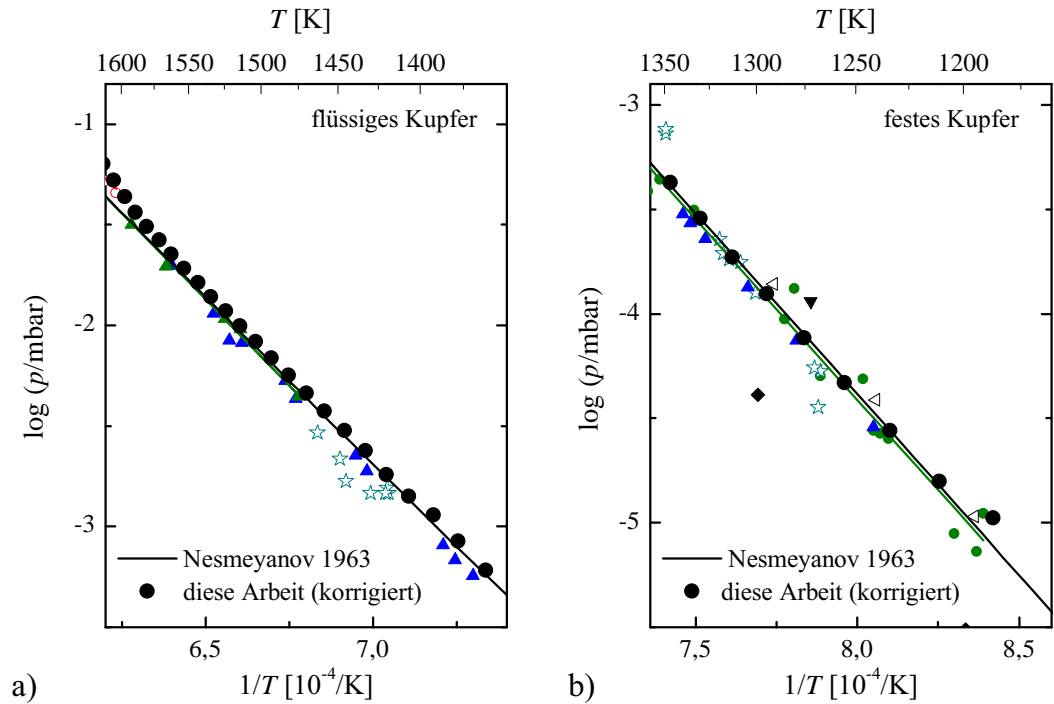 T [K]
1600 1550 1500 1450 1400
-1
-2
-3
log (p/mbar)
flüssiges Kupfer
Nesmeyanov 1963
diese Arbeit (korrigiert)
6,5 7,0
1/T [10⁻⁴/K]
a)
T [K]
1350 1300 1250 1200
-3
-4
-5
log (p/mbar)
festes Kupfer
Nesmeyanov 1963
diese Arbeit (korrigiert)
7,5 8,0 8,5
1/T [10⁻⁴/K]
b)